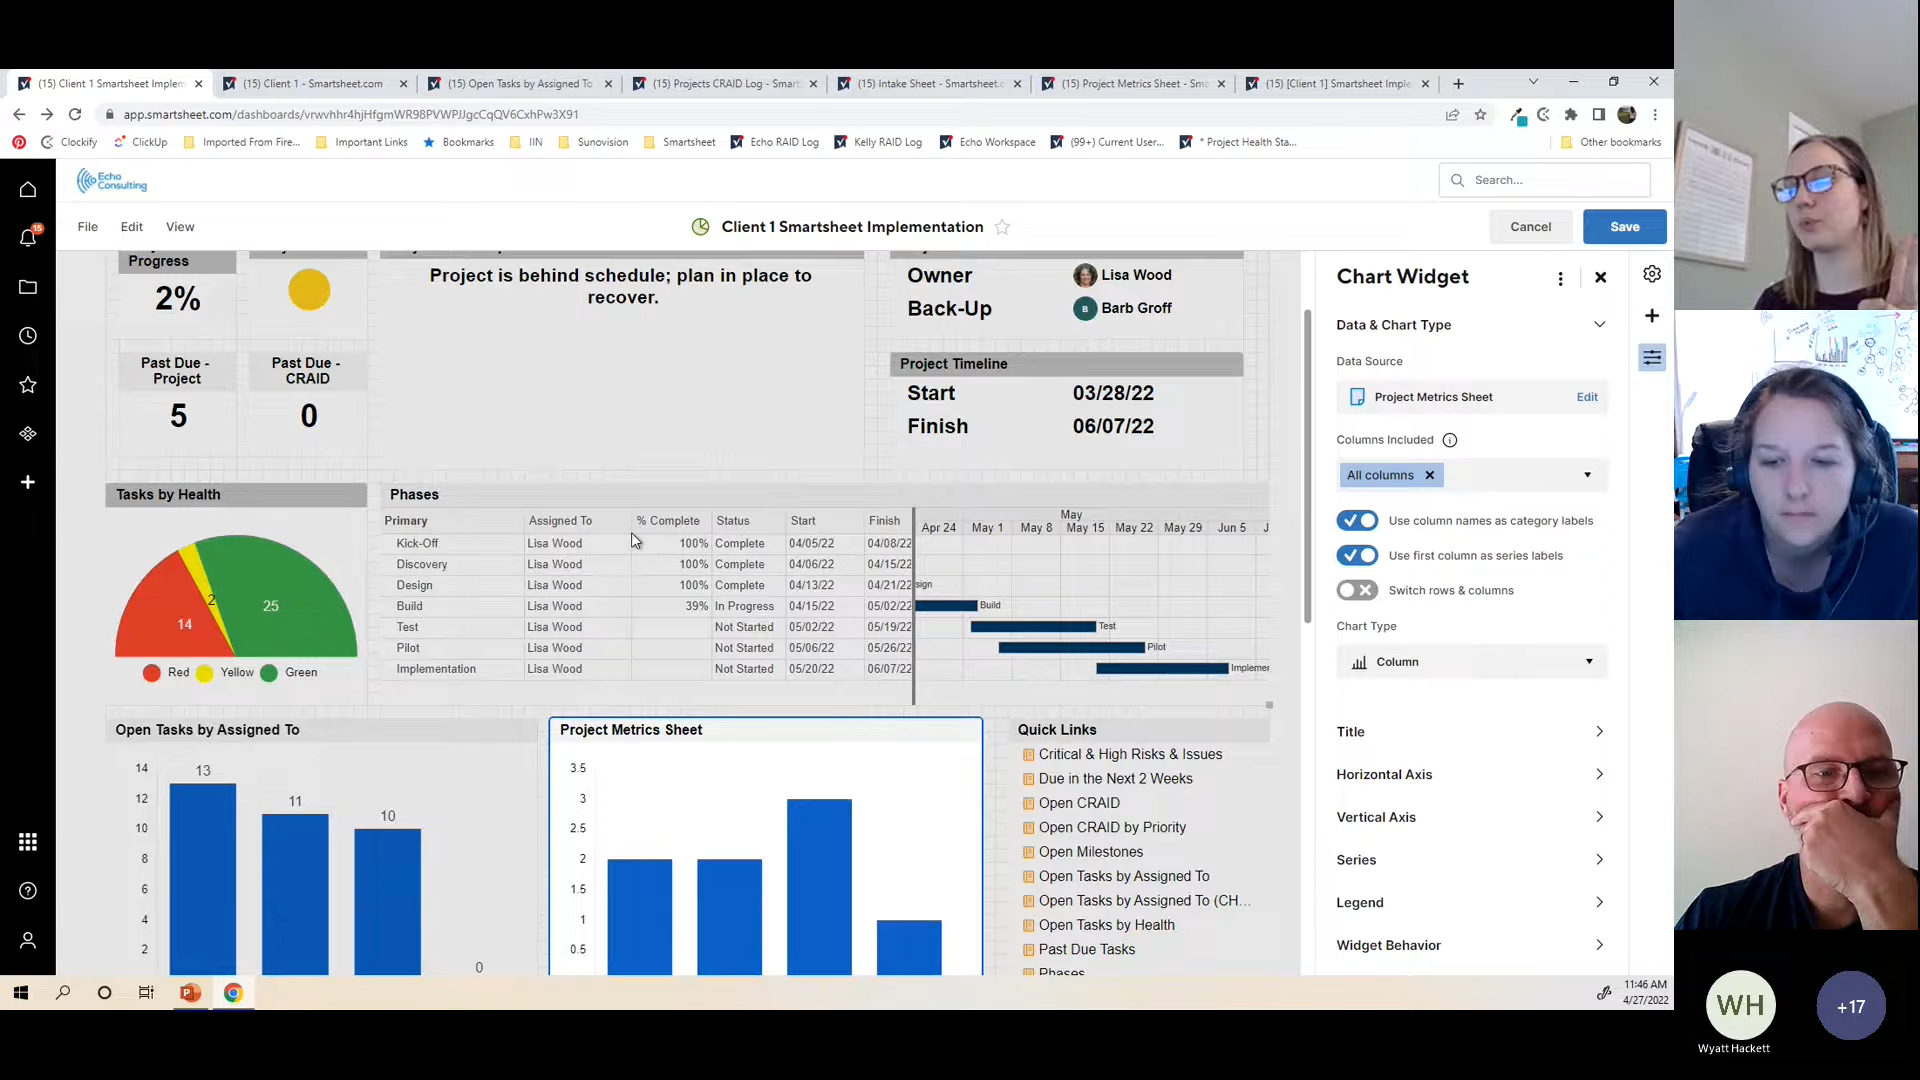 (15) Client 1 Smartsheet Implem
(15) Client 1 - Smartsheet.com
(15) Open Tasks by Assigned To
(15) Projects CRAID Log - Smart
(15) Intake Sheet - Smartsheet.c
(15) Project Metrics Sheet - Sma
(15) [Client 1] Smartsheet Imple
app.smartsheet.com/dashboards/vrwvhhr4hjHfgmWR98PVWPJJgcCqQV6CxhPw3X91
Clockify
ClickUp
Imported From Fire...
Important Links
Bookmarks
IIN
Sunovision
Smartsheet
Echo RAID Log
Kelly RAID Log
Echo Workspace
(99+) Current User...
* Project Health Sta...
Other bookmarks
Echo
Consulting
Search...
File
Edit
View
Client 1 Smartsheet Implementation
Cancel
Save
15
Progress
2%
Project is behind schedule; plan in place to
recover.
Owner
Lisa Wood
Back-Up
B
Barb Groff
Past Due -
Project
5
Past Due -
CRAID
0
Project Timeline
Start 03/28/22
Finish 06/07/22
Tasks by Health
14
2
25
Red Yellow Green
Phases
Primary Assigned To % Complete Status Start Finish
Kick-Off Lisa Wood 100% Complete 04/05/22 04/08/22
Discovery Lisa Wood 100% Complete 04/06/22 04/15/22
Design Lisa Wood 100% Complete 04/13/22 04/21/22
Build Lisa Wood 39% In Progress 04/15/22 05/02/22
Test Lisa Wood Not Started 05/02/22 05/19/22
Pilot Lisa Wood Not Started 05/06/22 05/26/22
Implementation Lisa Wood Not Started 05/20/22 06/07/22
May
Apr 24 May 1 May 8 May 15 May 22 May 29 Jun 5 J
sign
Build
Test
Pilot
Implemer
Open Tasks by Assigned To
14
12
10
8
6
4
2
13
11
10
0
Project Metrics Sheet
3.5
3
2.5
2
1.5
1
0.5
Quick Links
Critical & High Risks & Issues
Due in the Next 2 Weeks
Open CRAID
Open CRAID by Priority
Open Milestones
Open Tasks by Assigned To
Open Tasks by Assigned To (CH...
Open Tasks by Health
Past Due Tasks
Phases
Chart Widget
Data & Chart Type
Data Source
Project Metrics Sheet
Edit
Columns Included
All columns
Use column names as category labels
Use first column as series labels
Switch rows & columns
Chart Type
Column
Title
Horizontal Axis
Vertical Axis
Series
Legend
Widget Behavior
11:46 AM
4/27/2022
WH
Wyatt Hackett
+17